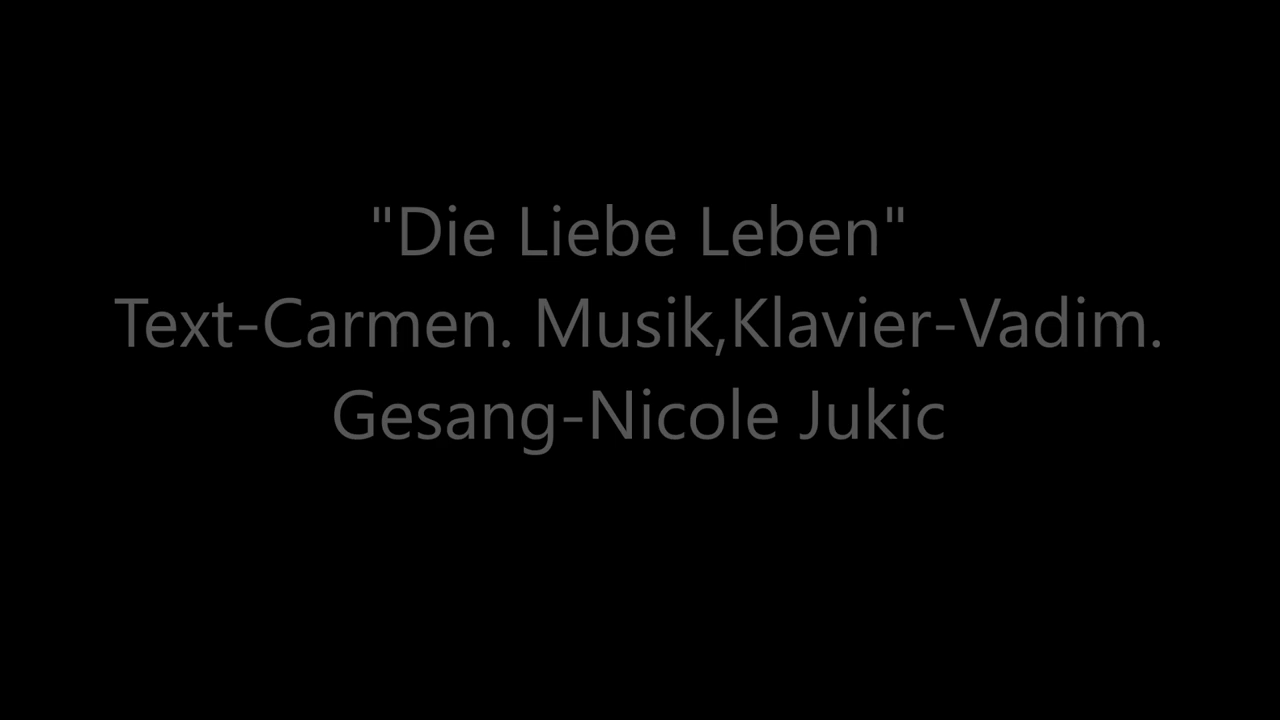 "Die Liebe Leben"
Text-Carmen. Musik,Klavier-Vadim.
Gesang-Nicole Jukic